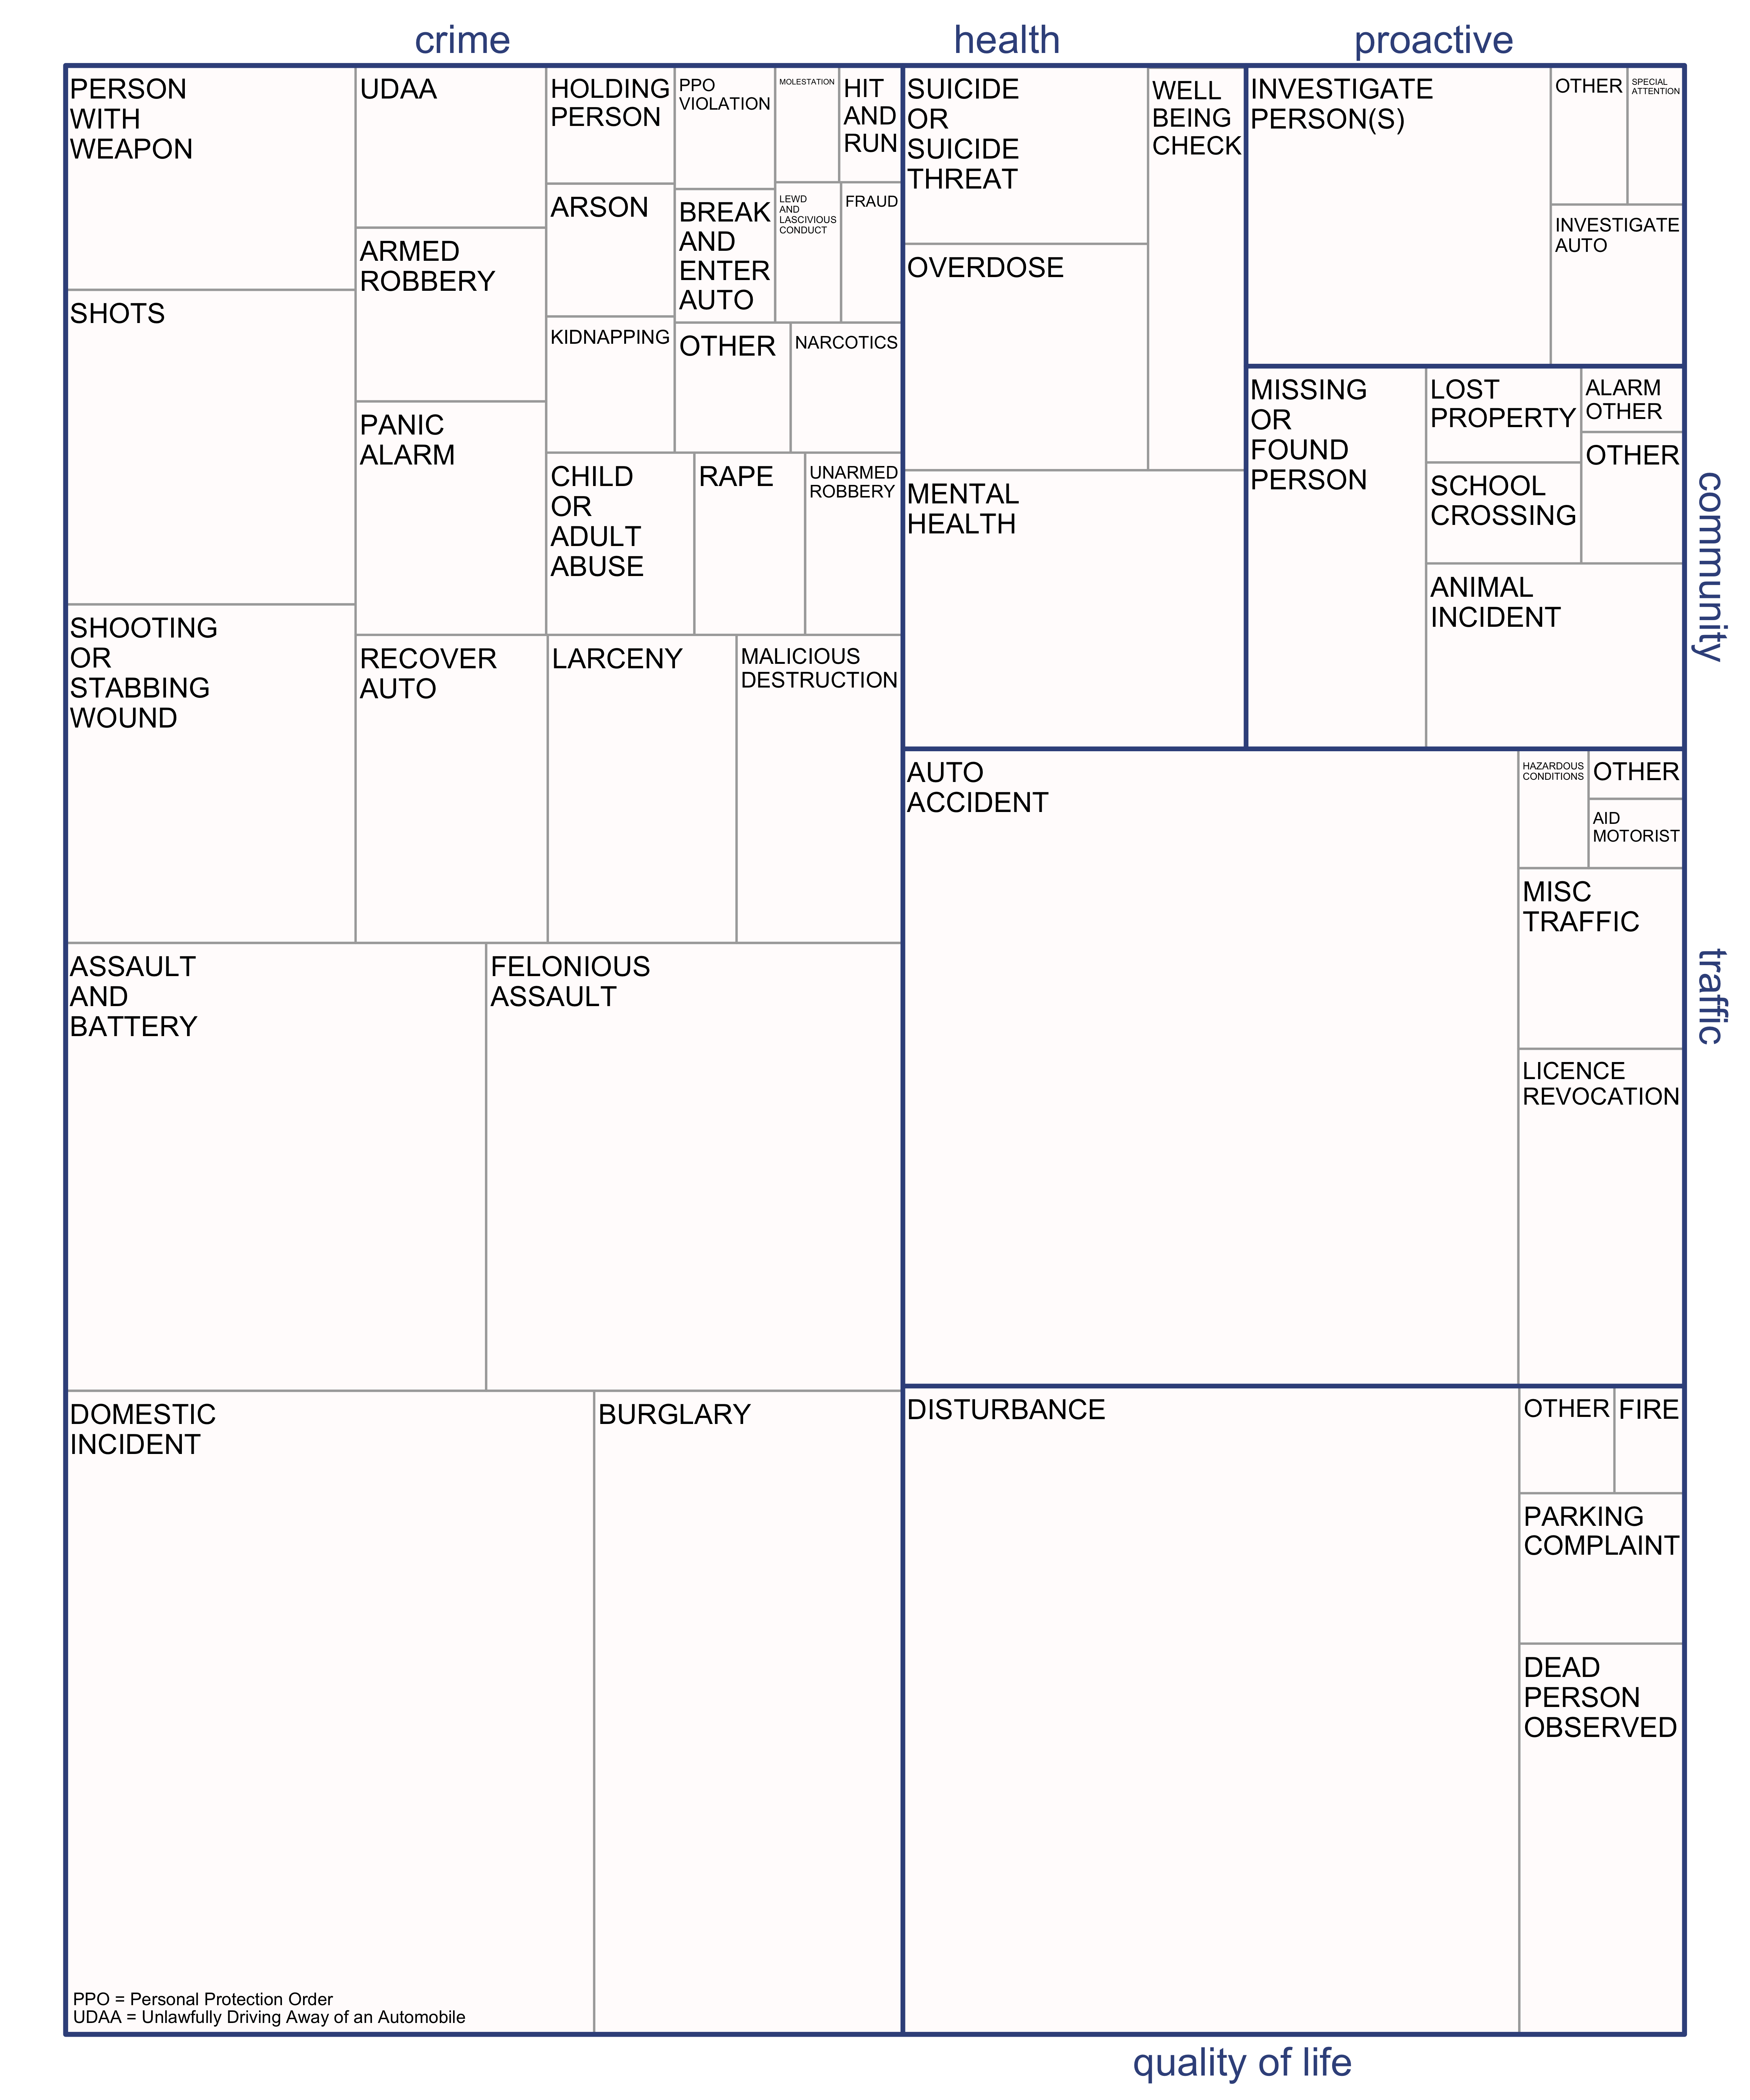 crime
health
proactive
PERSON
WITH
WEAPON
SHOTS
SHOOTING
OR
STABBING
WOUND
UDAA
ARMED
ROBBERY
PANIC
ALARM
RECOVER
AUTO
HOLDING
PERSON
ARSON
KIDNAPPING
CHILD
OR
ADULT
ABUSE
PPO
VIOLATION
BREAK
AND
ENTER
AUTO
OTHER
RAPE
MOLESTATION
HIT
AND
RUN
LEWD
AND
LASCIVIOUS
CONDUCT
FRAUD
NARCOTICS
UNARMED
ROBBERY
LARCENY
MALICIOUS
DESTRUCTION
ASSAULT
AND
BATTERY
FELONIOUS
ASSAULT
DOMESTIC
INCIDENT
BURGLARY
PPO = Personal Protection Order
UDAA = Unlawfully Driving Away of an Automobile
SUICIDE
OR
SUICIDE
THREAT
WELL
BEING
CHECK
OVERDOSE
MENTAL
HEALTH
INVESTIGATE
PERSON(S)
OTHER
SPECIAL
ATTENTION
INVESTIGATE
AUTO
MISSING
OR
FOUND
PERSON
LOST
PROPERTY
ALARM
OTHER
OTHER
SCHOOL
CROSSING
ANIMAL
INCIDENT
community
AUTO
ACCIDENT
HAZARDOUS
CONDITIONS
OTHER
AID
MOTORIST
MISC
TRAFFIC
LICENCE
REVOCATION
traffic
DISTURBANCE
OTHER
FIRE
PARKING
COMPLAINT
DEAD
PERSON
OBSERVED
quality of life